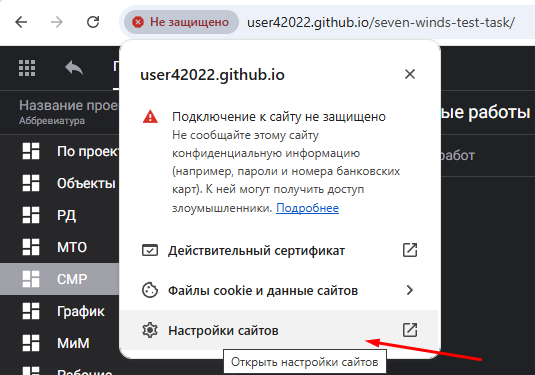 Не защищено
user42022.github.io/seven-winds-test-task/
user42022.github.io
Название прое
Аббревиатура
Подключение к сайту не защищено
Не сообщайте этому сайту
конфиденциальную информацию
(например, пароли и номера банковских
карт). К ней могут получить доступ
злоумышленники. Подробнее
ые работы
работ
По проект
Объекты
РД
МТО
СМР
График
МиМ
Рабочие
Действительный сертификат
Файлы cookie и данные сайтов
Настройки сайтов
Открыть настройки сайтов